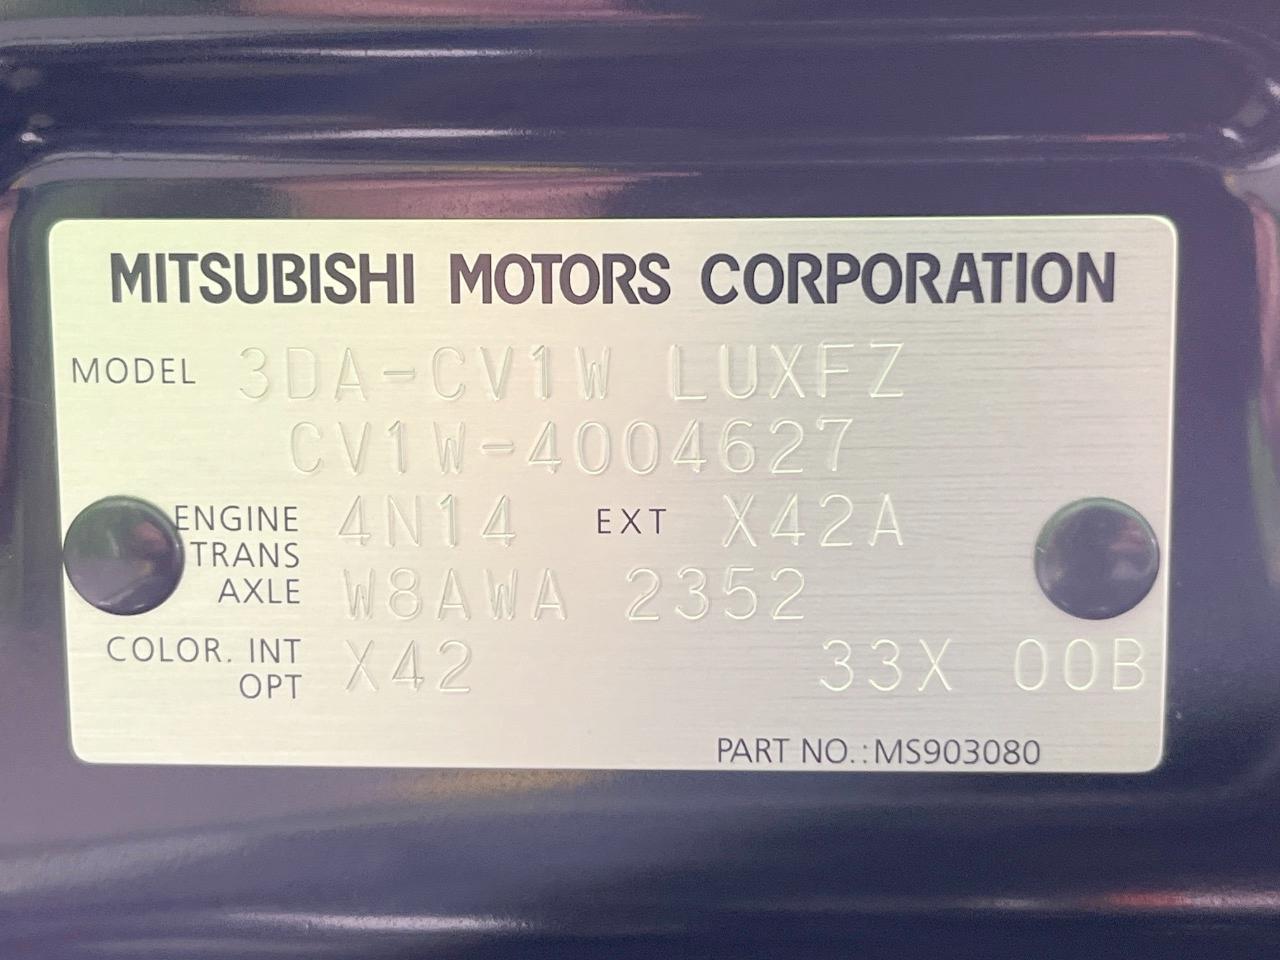 MITSUBISHI MOTORS CORPORATION
MODEL 3DA-CV1W LUXFZ
CV1W-4004627
ENGINE 4N14 EXT X42A
TRANS
AXLE W8AWA 2352
COLOR. INT X42 33X 00B
OPT
PART NO.:MS903080